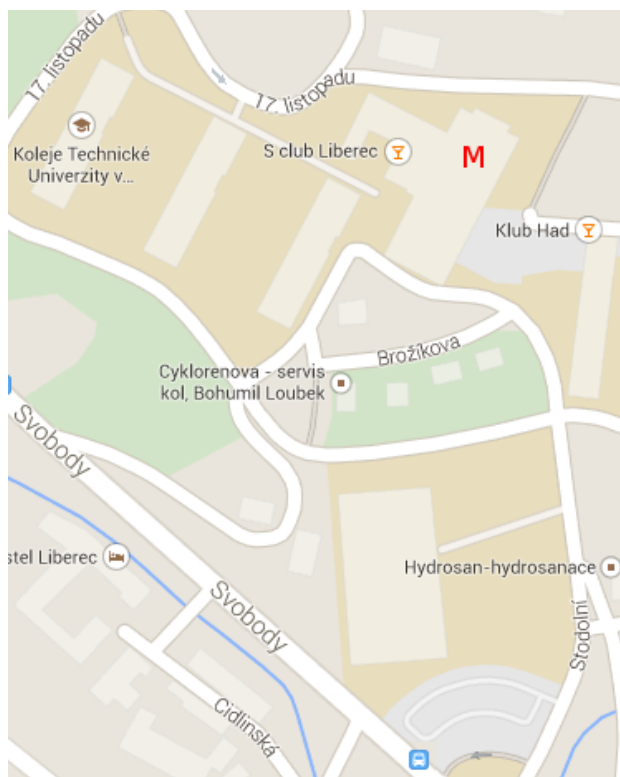 17. listopadu
17. listopadu
S club Liberec
M
Koleje Technické
Univerzity v...
Klub Had
Brožíkova
Cyklorenova - servis
kol, Bohumil Loubek
Svobody
stel Liberec
Hydrosan-hydrosanace
Svobody
Stodolní
Cidlinská